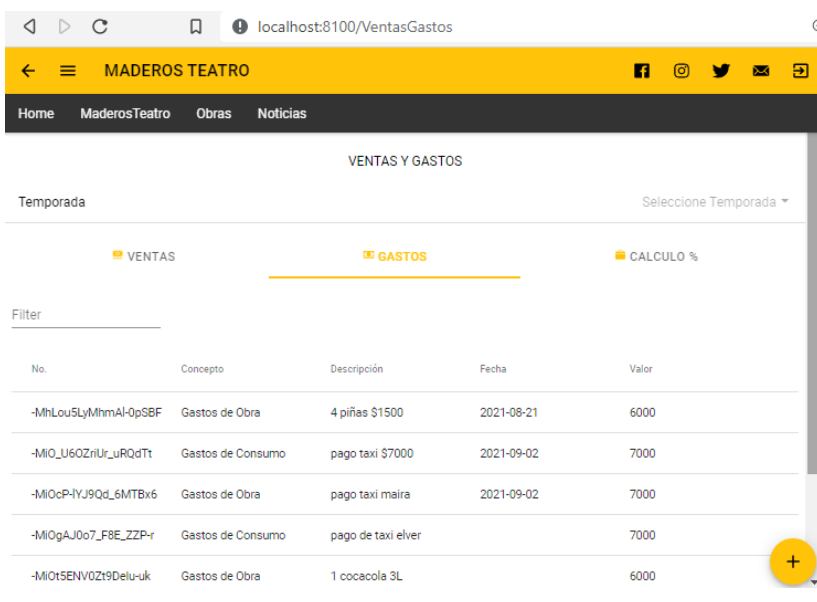 localhost:8100/VentasGastos
MADEROS TEATRO
Home MaderosTeatro Obras Noticias
VENTAS Y GASTOS
Temporada Seleccione Temporada
VENTAS GASTOS CALCULO %
Filter
No. Concepto Descripción Fecha Valor
-MhLou5LyMhmAl-0pSBF Gastos de Obra 4 piñas $1500 2021-08-21 6000
-MiO_U6OZriUr_uRQdTt Gastos de Consumo pago taxi $7000 2021-09-02 7000
-MiOcP-lYJ9Qd_6MTBx6 Gastos de Obra pago taxi maira 2021-09-02 7000
-MiOgAJ0o7_F8E_ZZP-r Gastos de Consumo pago de taxi elver 7000
-MiOt5ENV0Zt9DeIu-uk Gastos de Obra 1 cocacola 3L 6000
+